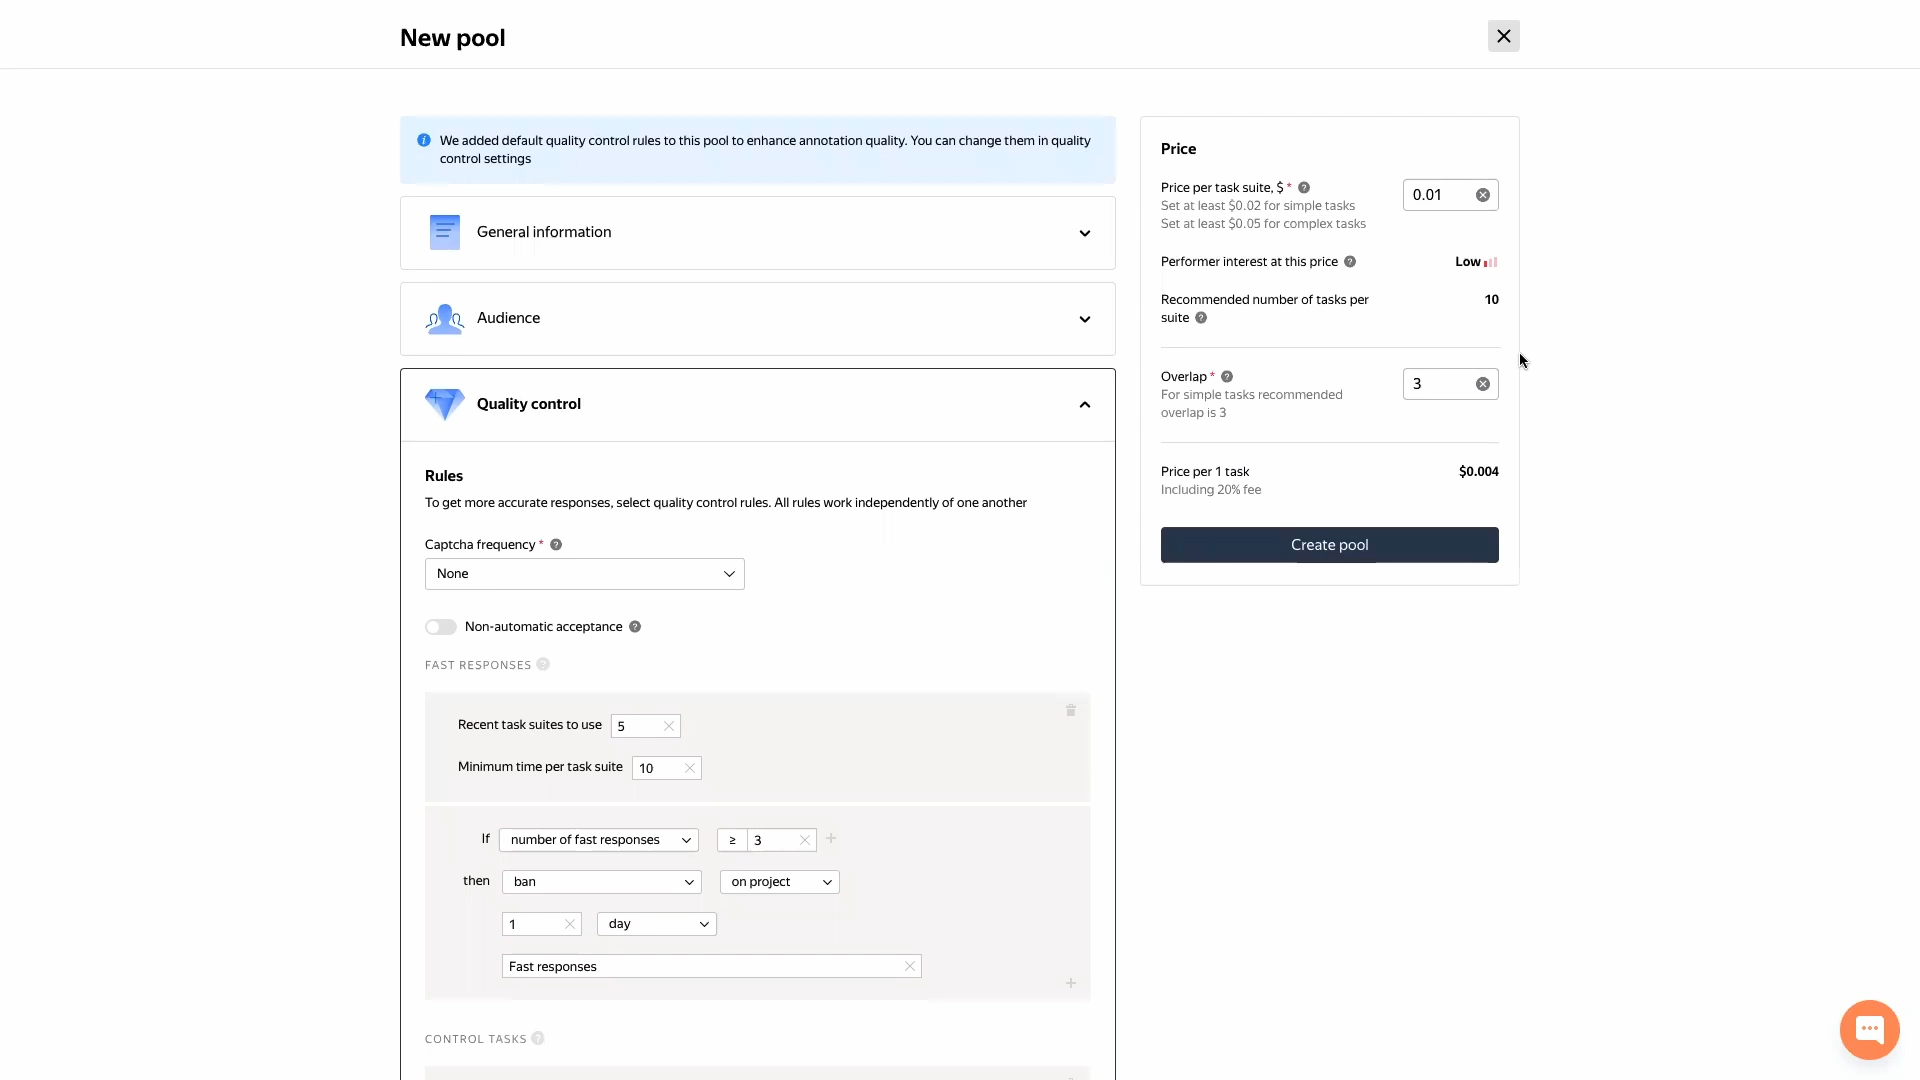 New pool
We added default quality control rules to this pool to enhance annotation quality. You can change them in quality
control settings
General information
Audience
Quality control
Rules
To get more accurate responses, select quality control rules. All rules work independently of one another
Captcha frequency * ?
None
Non-automatic acceptance ?
FAST RESPONSES ?
Recent task suites to use 5
Minimum time per task suite 10
If number of fast responses ≥ 3 +
then ban on project
1 day
Fast responses
+
CONTROL TASKS ?
Price
Price per task suite, $ * ? 0.01
Set at least $0.02 for simple tasks
Set at least $0.05 for complex tasks
Performer interest at this price ? Low
Recommended number of tasks per 10
suite ?
Overlap * ? 3
For simple tasks recommended
overlap is 3
Price per 1 task $0.004
Including 20% fee
Create pool